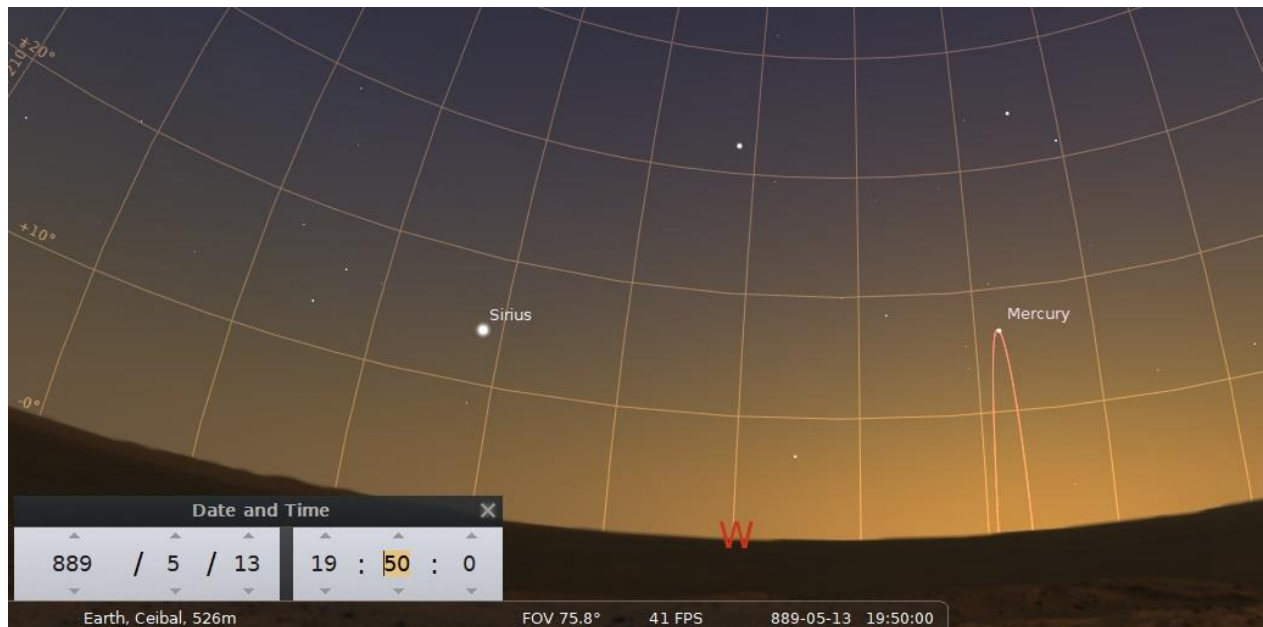 +20°
210°
+10°
Sirius
Mercury
-0°
W
Date and Time
889 / 5 / 13 19 : 50 : 0
Earth, Ceibal, 526m FOV 75.8° 41 FPS 889-05-13 19:50:00